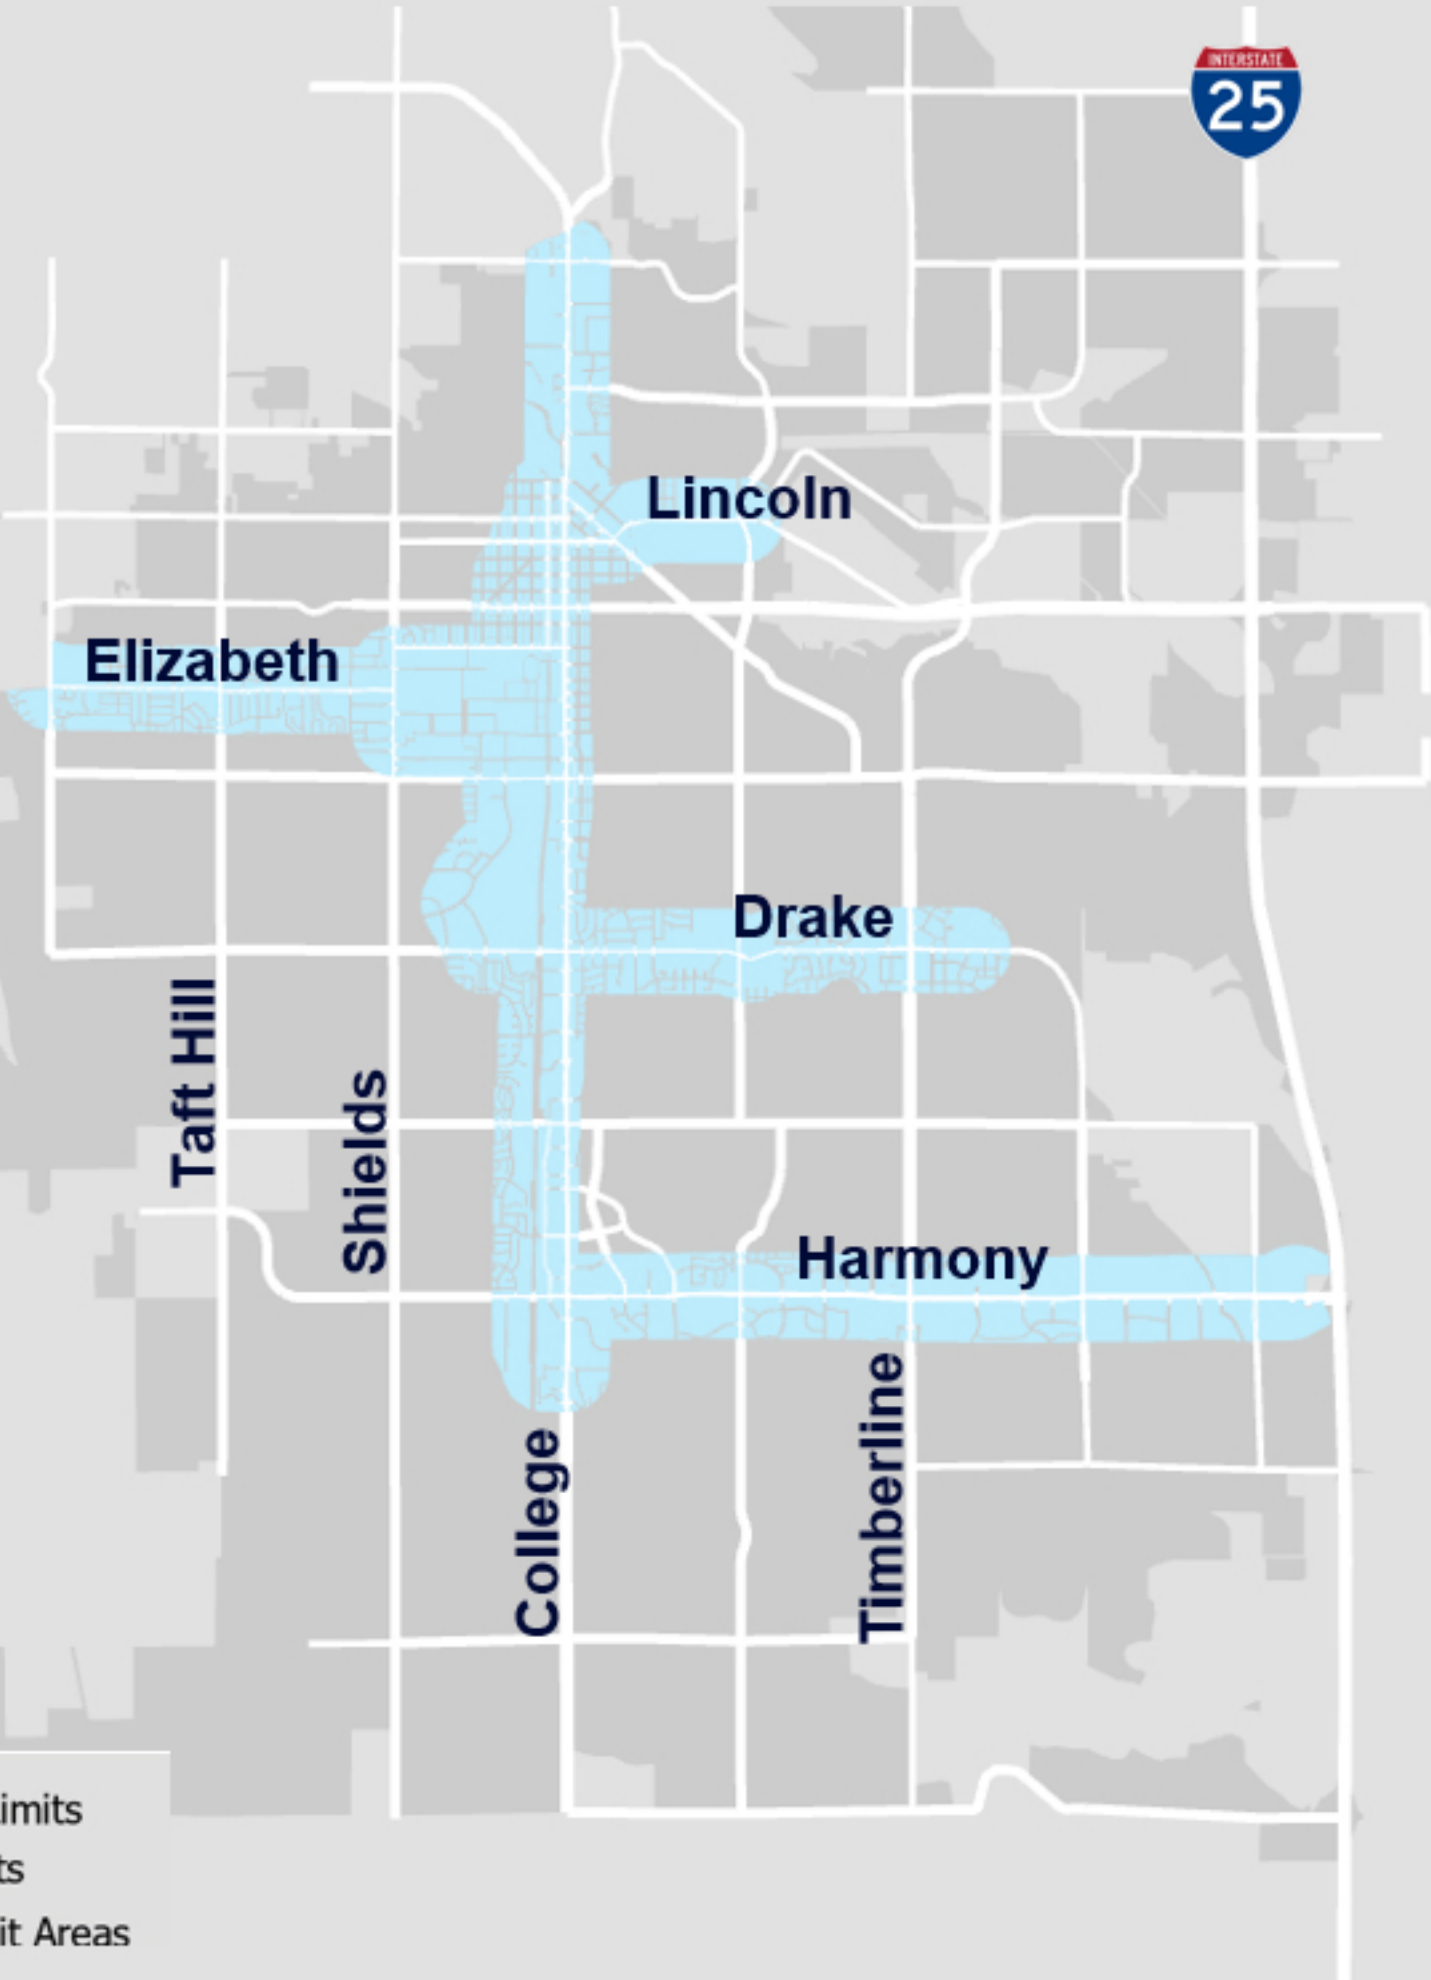 INTERSTATE
25
Lincoln
Elizabeth
Drake
Taft Hill
Shields
Harmony
Timberline
College
imits
ts
it Areas